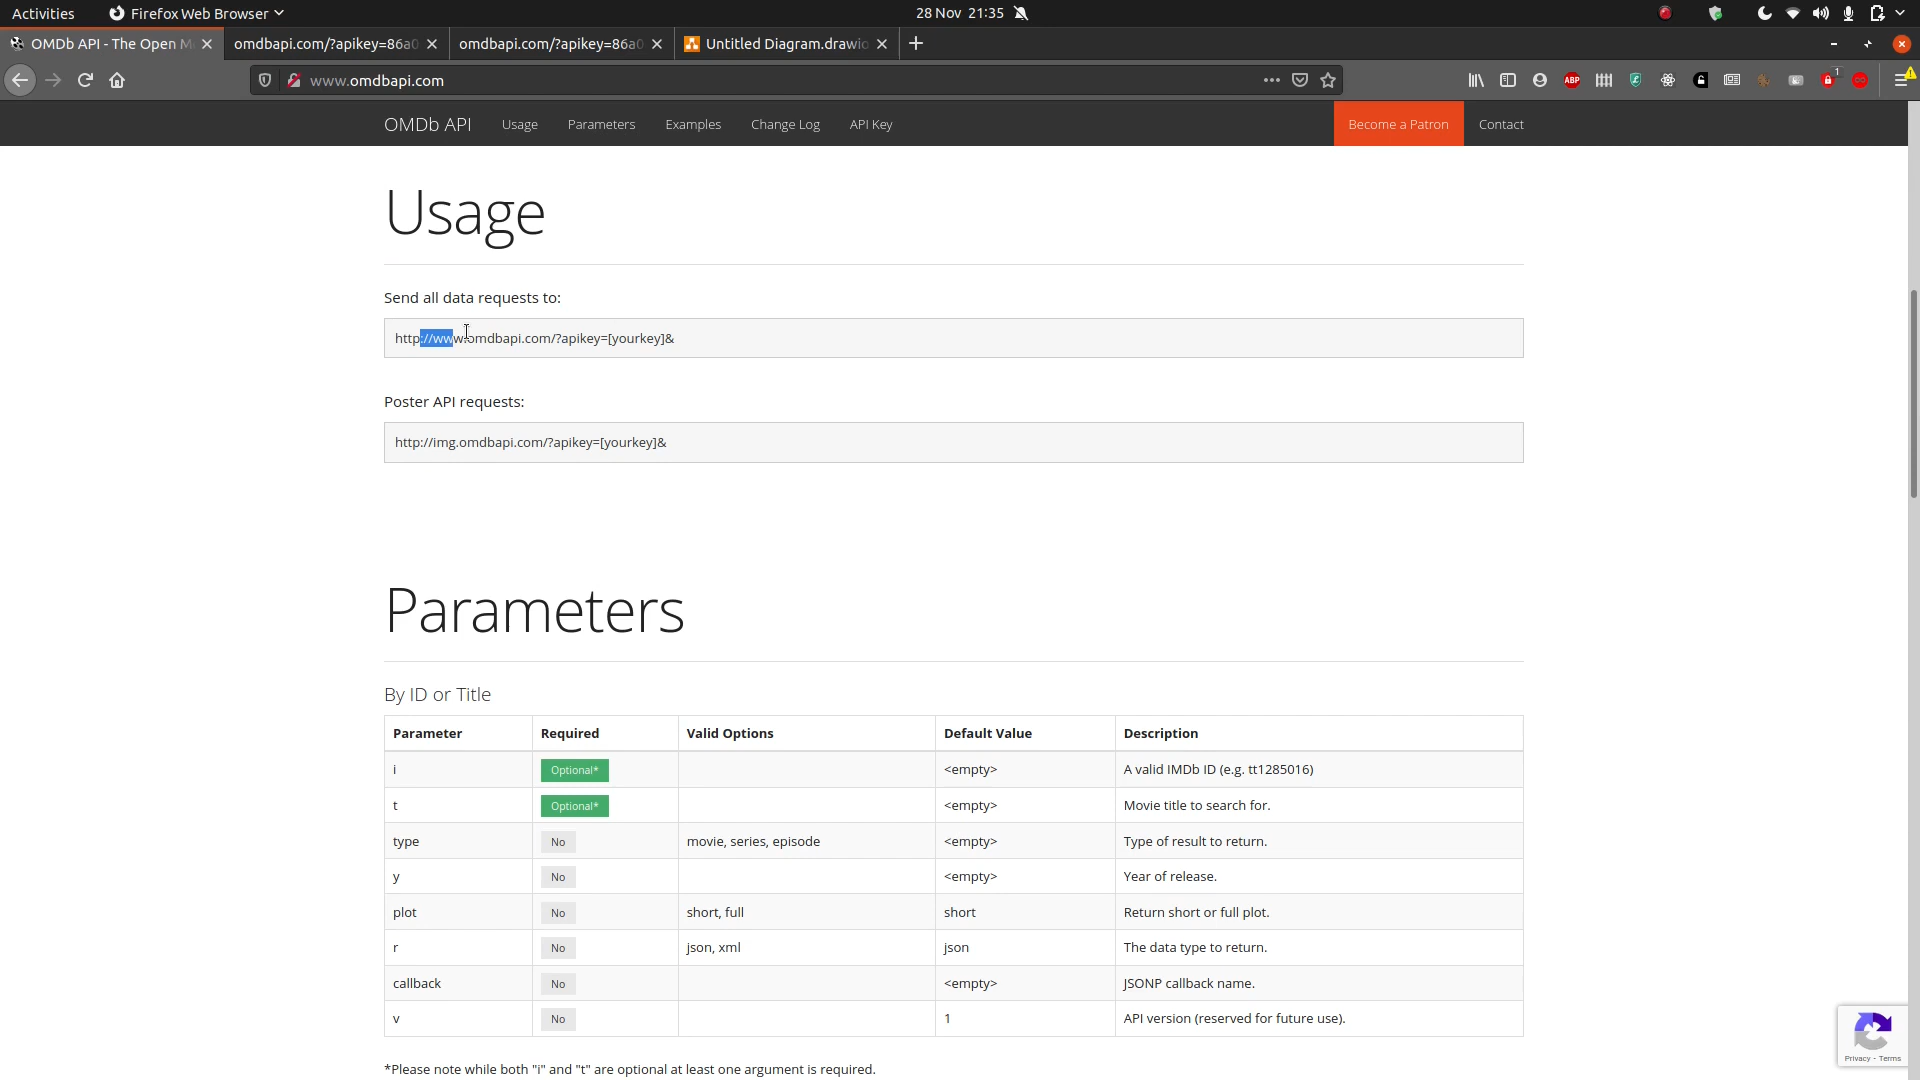 Activities
Firefox Web Browser
28 Nov 21:35
OMDb API - The Open M
omdbapi.com/?apikey=86a0
omdbapi.com/?apikey=86a0
Untitled Diagram.drawio
www.omdbapi.com
ABP
1
OMDb API
Usage
Parameters
Examples
Change Log
API Key
Become a Patron
Contact
Usage
Send all data requests to:
http://www.omdbapi.com/?apikey=[yourkey]&
Poster API requests:
http://img.omdbapi.com/?apikey=[yourkey]&
Parameters
By ID or Title
Parameter Required Valid Options Default Value Description
i Optional* <empty> A valid IMDb ID (e.g. tt1285016)
t Optional* <empty> Movie title to search for.
type No movie, series, episode <empty> Type of result to return.
y No <empty> Year of release.
plot No short, full short Return short or full plot.
r No json, xml json The data type to return.
callback No <empty> JSONP callback name.
v No 1 API version (reserved for future use).
*Please note while both "i" and "t" are optional at least one argument is required.
Privacy - Terms